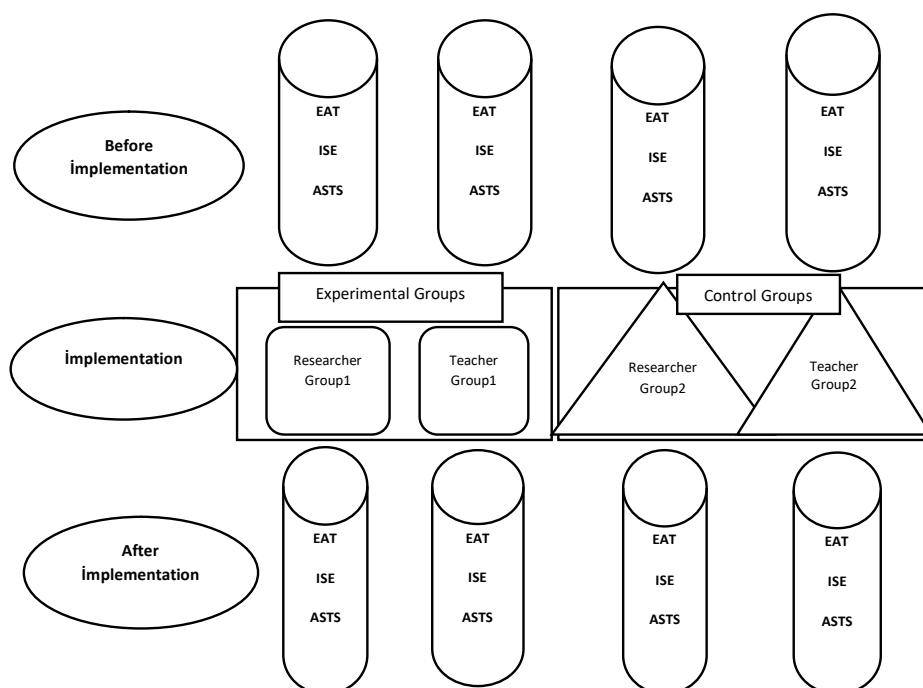 EAT
ISE
ASTS
EAT
ISE
ASTS
EAT
ISE
ASTS
EAT
ISE
ASTS
Before
İmplementation
Experimental Groups
Control Groups
İmplementation
Researcher
Group1
Teacher
Group1
Researcher
Group2
Teacher
Group2
After
İmplementation
EAT
ISE
ASTS
EAT
ISE
ASTS
EAT
ISE
ASTS
EAT
ISE
ASTS